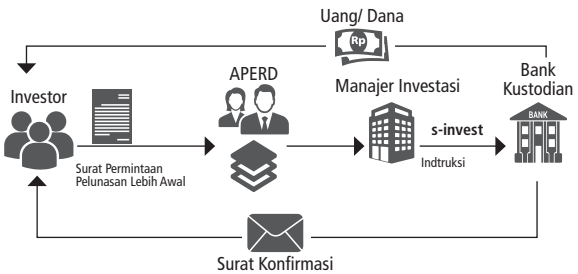 Uang/ Dana
Rp
Investor
APERD
Manajer Investasi
Bank
Kustodian
BANK
s-invest
Surat Permintaan
Pelunasan Lebih Awal
Indtruksi
Surat Konfirmasi